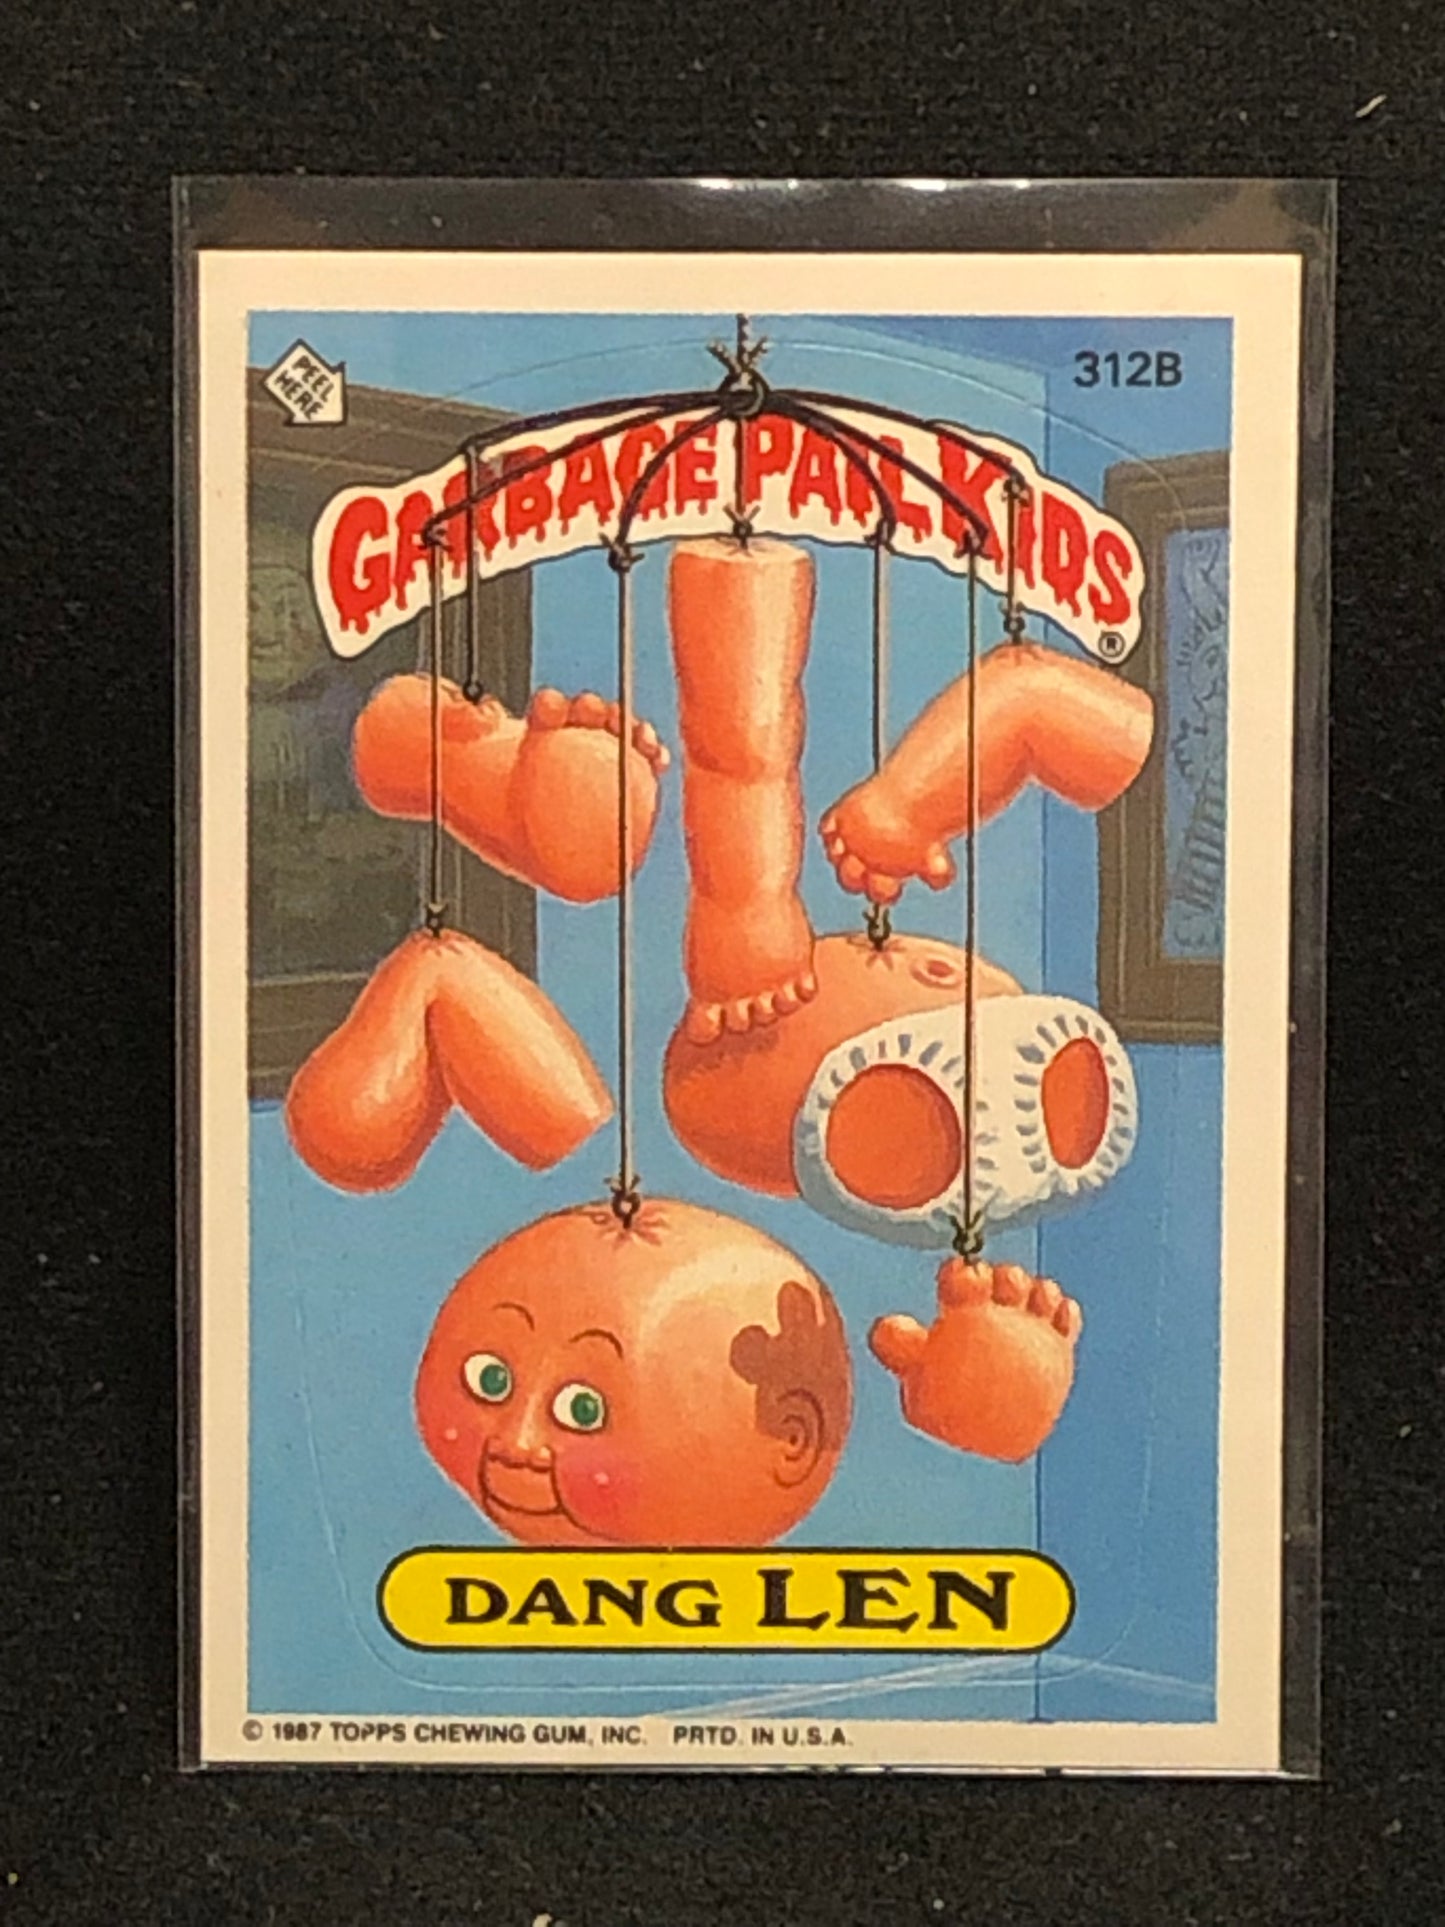 PEEL
HERE
312B
GARBAGE PAIL KIDS
®
DANG LEN
© 1987 TOPPS CHEWING GUM, INC. PRTD. IN U.S.A.